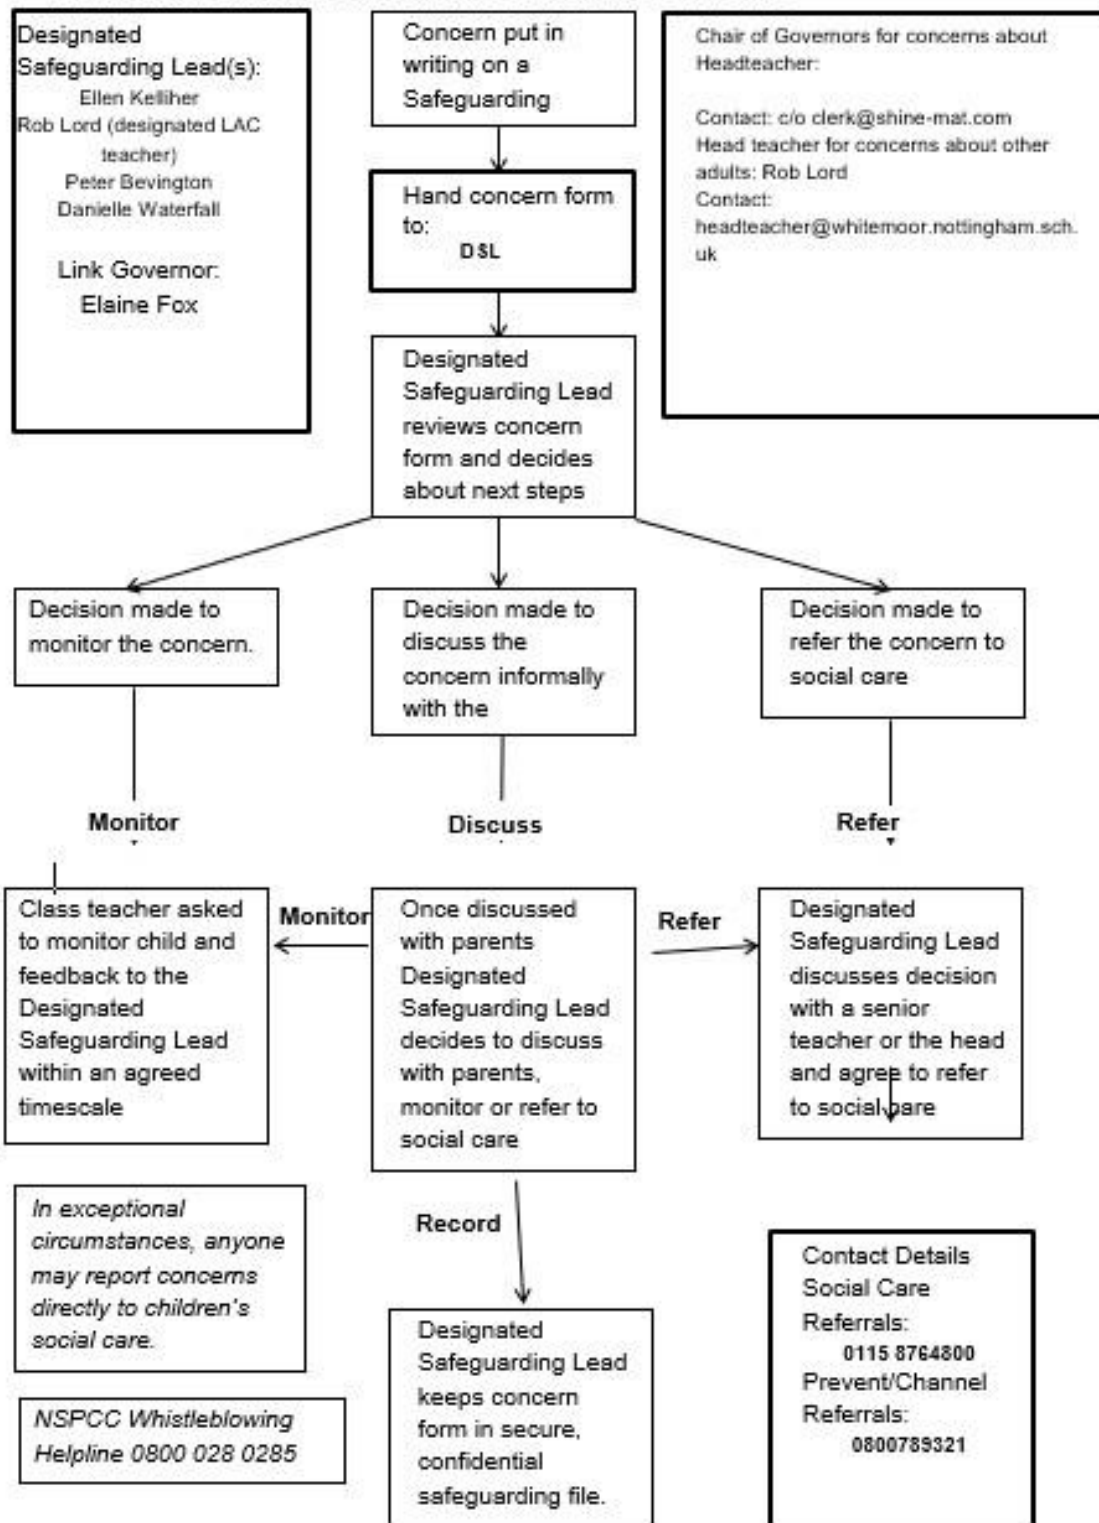 Designated
Safeguarding Lead(s):
Ellen Kelliher
Rob Lord (designated LAC
teacher)
Peter Bevington
Danielle Waterfall
Link Governor:
Elaine Fox
Concern put in
writing on a
Safeguarding
Chair of Governors for concerns about
Headteacher:
Contact: c/o clerk@shine-mat.com
Head teacher for concerns about other
adults: Rob Lord
Contact:
headteacher@whitemoor.nottingham.sch.
uk
Hand concern form
to:
DSL
Designated
Safeguarding Lead
reviews concern
form and decides
about next steps
Decision made to
monitor the concern.
Decision made to
discuss the
concern informally
with the
Decision made to
refer the concern to
social care
Monitor
Discuss
Refer
Class teacher asked
to monitor child and
feedback to the
Designated
Safeguarding Lead
within an agreed
timescale
Monitor
Once discussed
with parents
Designated
Safeguarding Lead
decides to discuss
with parents,
monitor or refer to
social care
Refer
Designated
Safeguarding Lead
discusses decision
with a senior
teacher or the head
and agree to refer
to social care
In exceptional
circumstances, anyone
may report concerns
directly to children's
social care.
Record
Contact Details
Social Care
Referrals:
0115 8764800
Prevent/Channel
Referrals:
0800789321
Designated
Safeguarding Lead
keeps concern
form in secure,
confidential
safeguarding file.
NSPCC Whistleblowing
Helpline 0800 028 0285